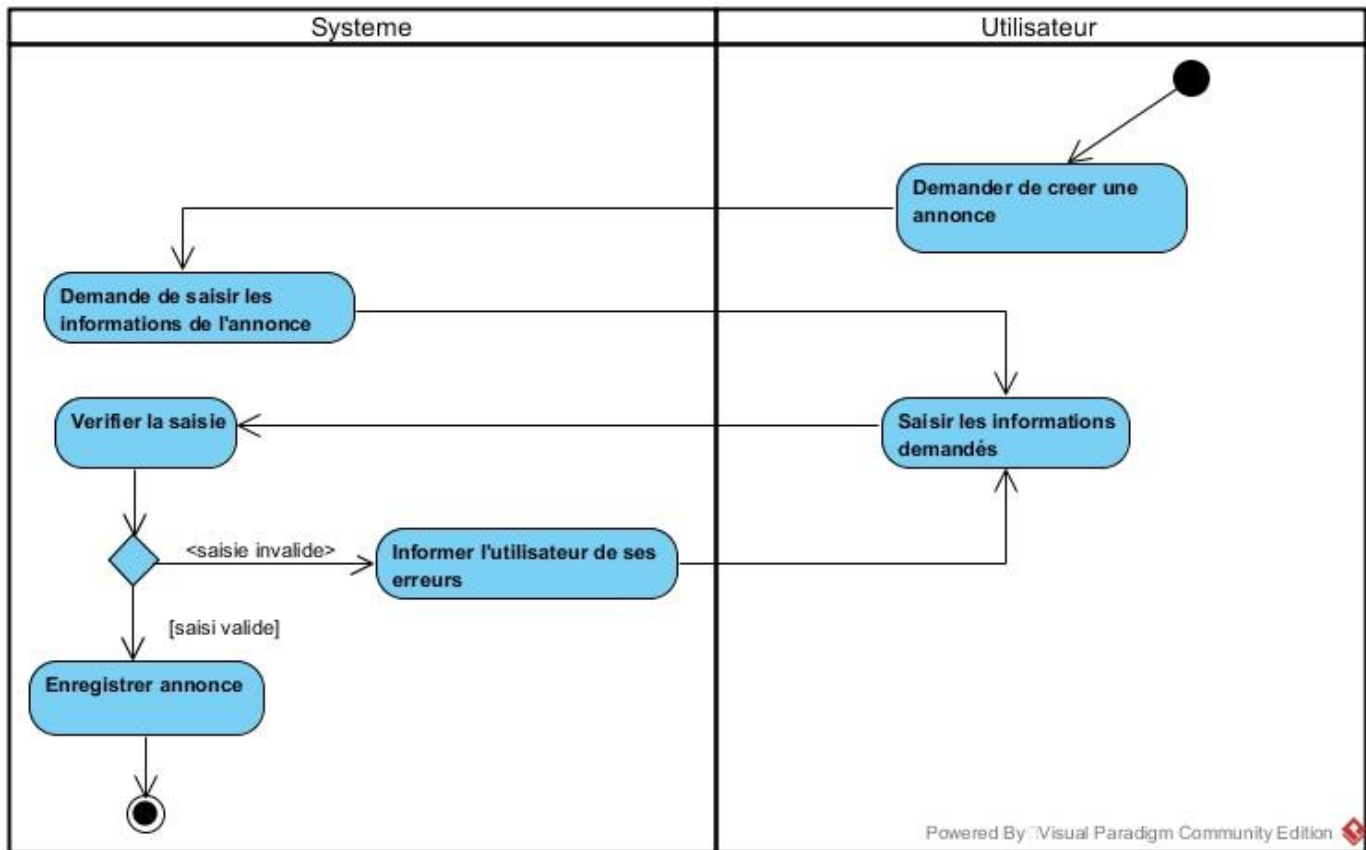 Systeme
Utilisateur
Demander de creer une
annonce
Demande de saisir les
informations de l'annonce
Saisir les informations
demandés
Verifier la saisie
<saisie invalide>
Informer l'utilisateur de ses
erreurs
[saisi valide]
Enregistrer annonce
Powered By Visual Paradigm Community Edition